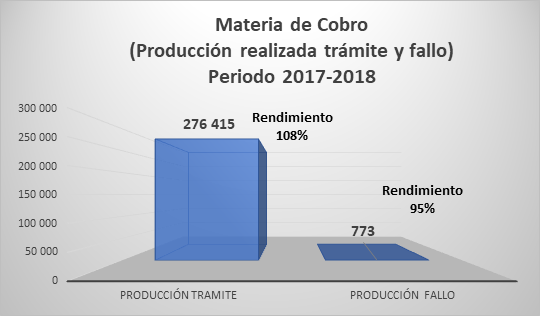 Materia de Cobro
(Producción realizada trámite y fallo)
Periodo 2017-2018
300 000
250 000
200 000
150 000
100 000
50 000
0
276 415
Rendimiento
108%
773
Rendimiento
95%
PRODUCCIÓN TRAMITE
PRODUCCIÓN FALLO